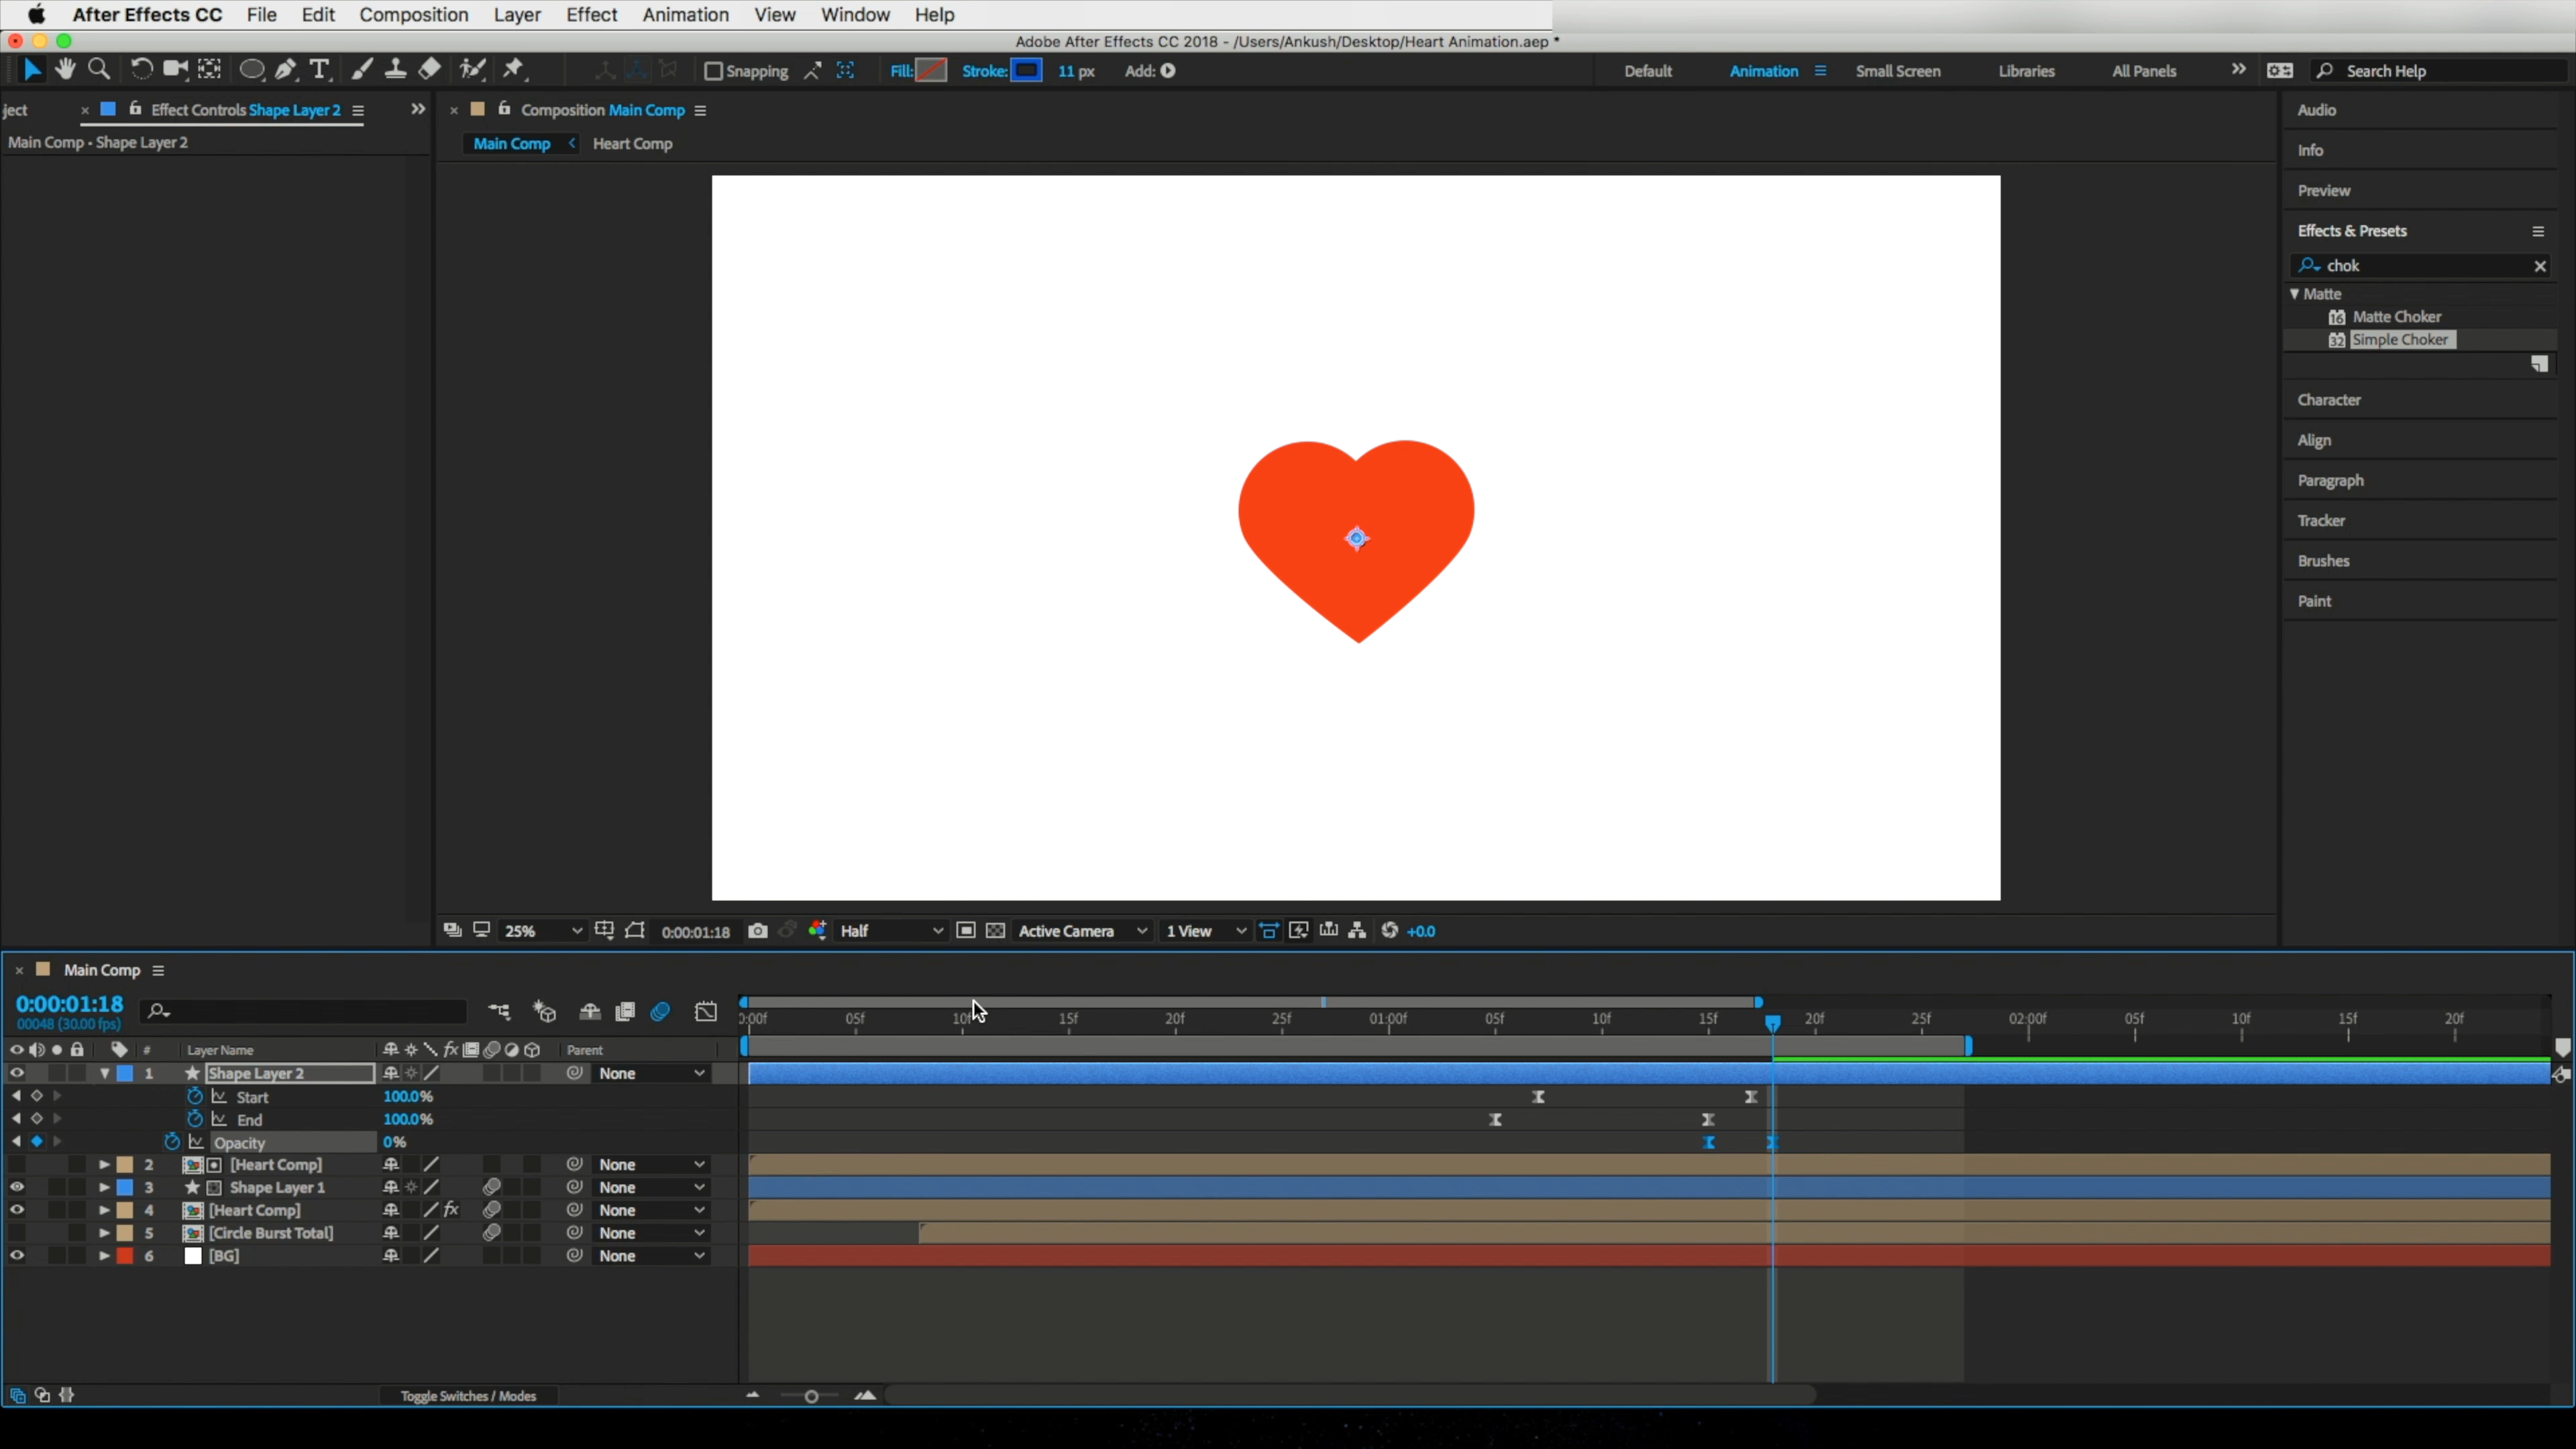 After Effects CC File Edit Composition Layer Effect Animation View Window Help
Adobe After Effects CC 2018 - /Users/Ankush/Desktop/Heart Animation.aep *
Snapping Fill: Stroke: 11 px Add: Default Animation Small Screen Libraries All Panels Search Help
ject Effect Controls Shape Layer 2
Main Comp • Shape Layer 2
Composition Main Comp
Main Comp Heart Comp
Audio
Info
Preview
Effects & Presets
chok
Matte
16 Matte Choker
32 Simple Choker
Character
Align
Paragraph
Tracker
Brushes
Paint
25% 0:00:01:18 Half Active Camera 1 View +0.0
Main Comp
0:00:01:18
00048 (30.00 fps)
0:00f 05f 10f 15f 20f 25f 01:00f 05f 10f 15f 20f 25f 02:00f 05f 10f 15f 20f
# Layer Name fx Parent
1 Shape Layer 2 None
Start 100.0%
End 100.0%
Opacity 0%
2 [Heart Comp] None
3 Shape Layer 1 None
4 [Heart Comp] fx None
5 [Circle Burst Total] None
6 [BG] None
Toggle Switches / Modes